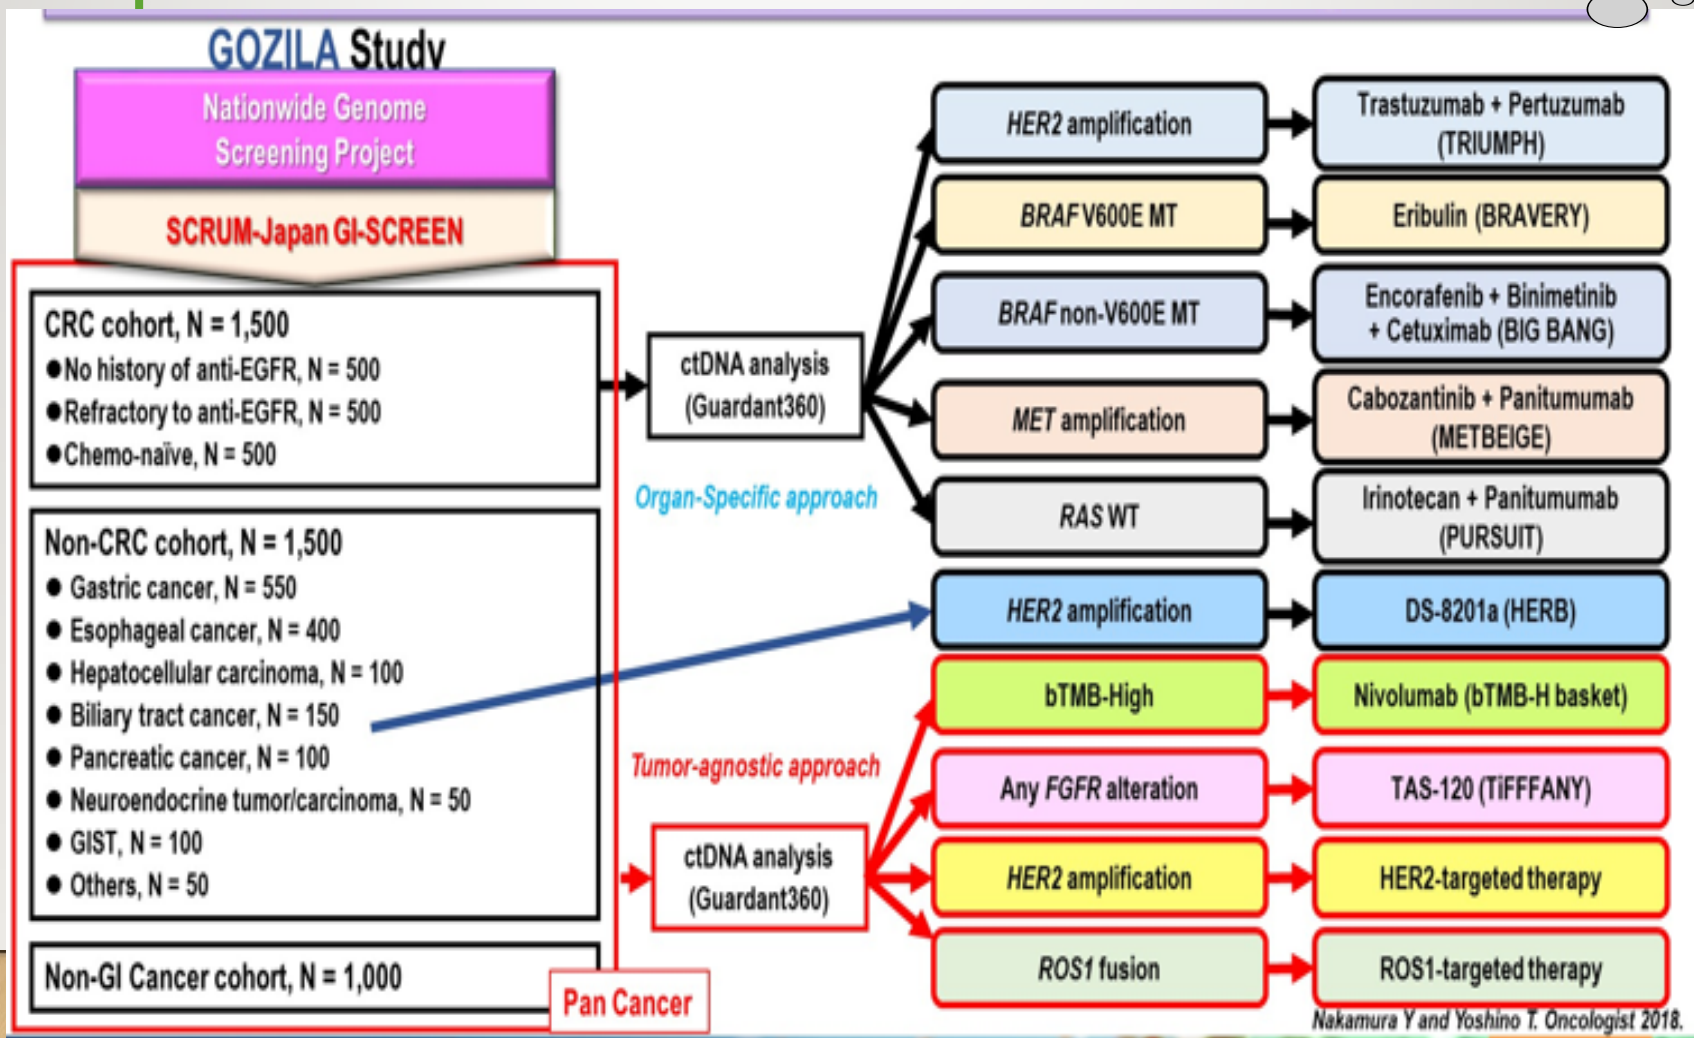 GOZILA Study
Nationwide Genome
Screening Project
SCRUM-Japan GI-SCREEN
CRC cohort, N = 1,500
●No history of anti-EGFR, N = 500
●Refractory to anti-EGFR, N = 500
●Chemo-naïve, N = 500
Non-CRC cohort, N = 1,500
● Gastric cancer, N = 550
● Esophageal cancer, N = 400
● Hepatocellular carcinoma, N = 100
● Biliary tract cancer, N = 150
● Pancreatic cancer, N = 100
● Neuroendocrine tumor/carcinoma, N = 50
● GIST, N = 100
● Others, N = 50
Non-GI Cancer cohort, N = 1,000
Pan Cancer
ctDNA analysis
(Guardant360)
Organ-Specific approach
Tumor-agnostic approach
ctDNA analysis
(Guardant360)
HER2 amplification
Trastuzumab + Pertuzumab
(TRIUMPH)
BRAF V600E MT
Eribulin (BRAVERY)
BRAF non-V600E MT
Encorafenib + Binimetinib
+ Cetuximab (BIG BANG)
MET amplification
Cabozantinib + Panitumumab
(METBEIGE)
RAS WT
Irinotecan + Panitumumab
(PURSUIT)
HER2 amplification
DS-8201a (HERB)
bTMB-High
Nivolumab (bTMB-H basket)
Any FGFR alteration
TAS-120 (TiFFFANY)
HER2 amplification
HER2-targeted therapy
ROS1 fusion
ROS1-targeted therapy
Nakamura Y and Yoshino T. Oncologist 2018.